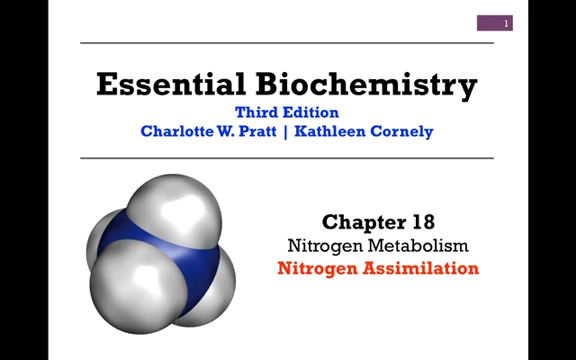 1
Essential Biochemistry
Third Edition
Charlotte W. Pratt | Kathleen Cornely
Chapter 18
Nitrogen Metabolism
Nitrogen Assimilation